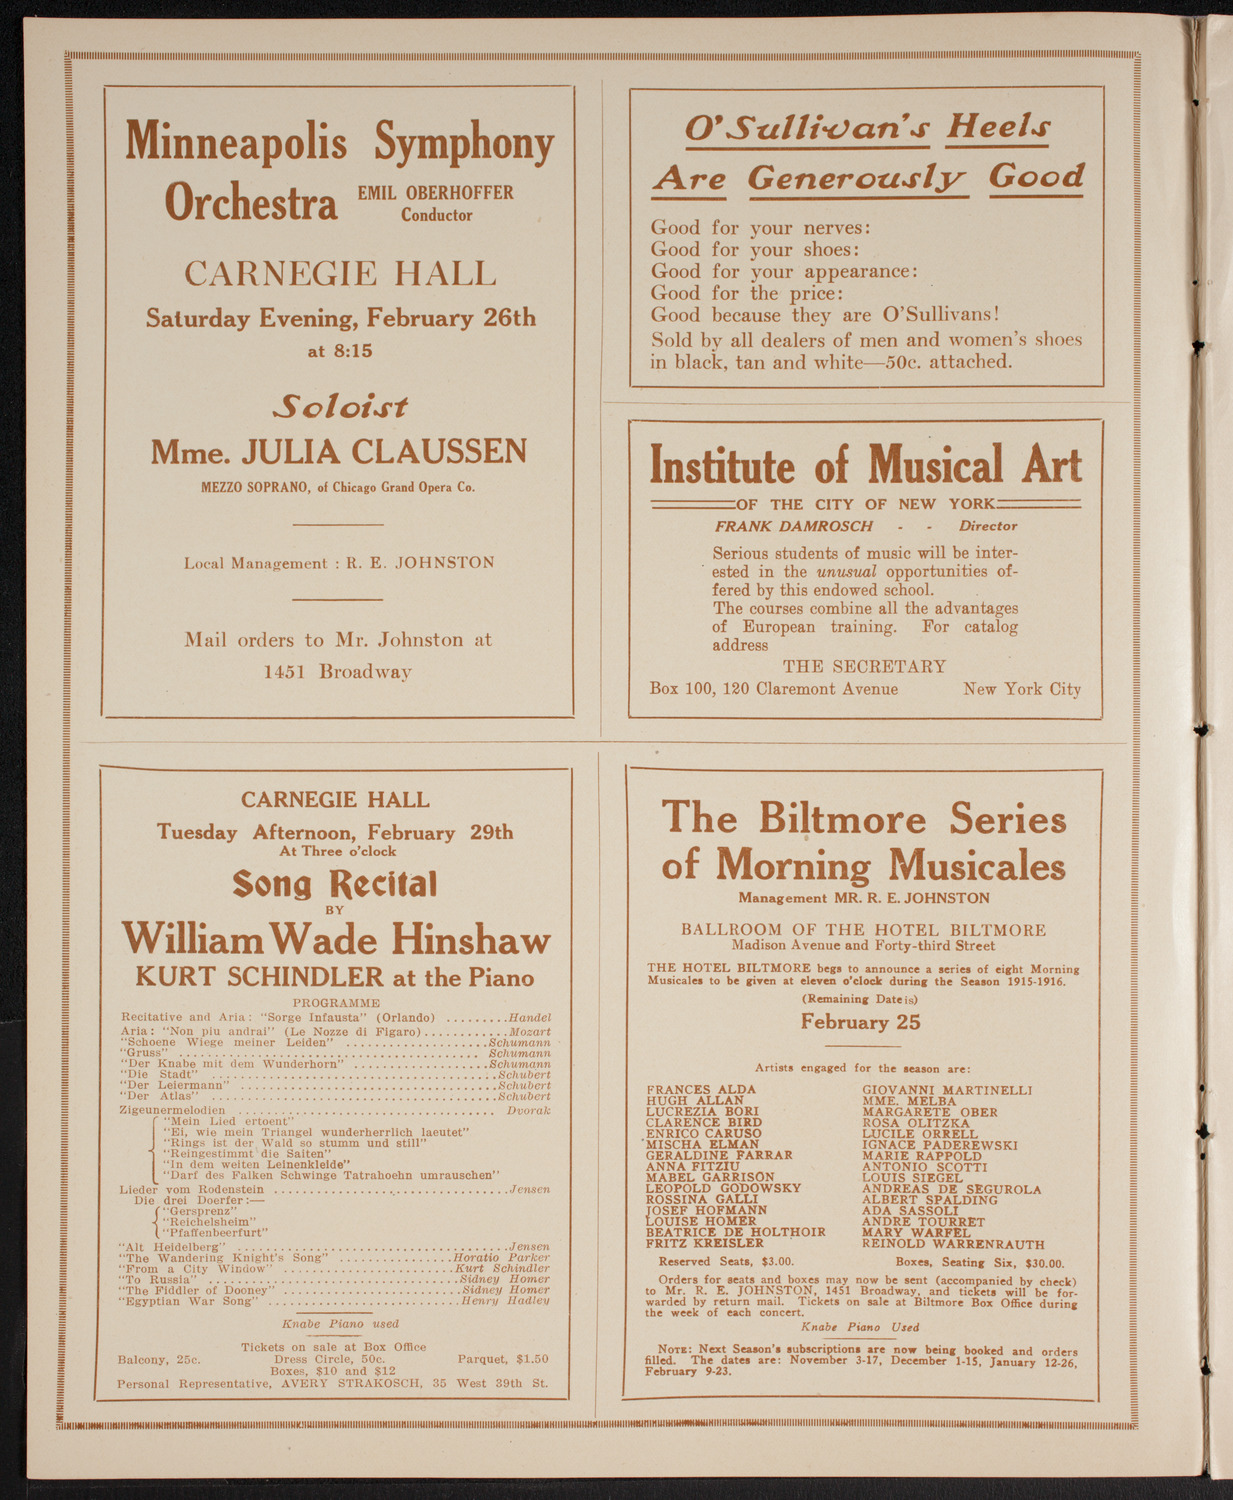 Minneapolis Symphony
Orchestra EMIL OBERHOFFER
Conductor
CARNEGIE HALL
Saturday Evening, February 26th
at 8:15
Soloist
Mme. JULIA CLAUSSEN
MEZZO SOPRANO, of Chicago Grand Opera Co.
Local Management : R. E. JOHNSTON
Mail orders to Mr. Johnston at
1451 Broadway
O'Sullivan's Heels
Are Generously Good
Good for your nerves:
Good for your shoes:
Good for your appearance:
Good for the price:
Good because they are O'Sullivans!
Sold by all dealers of men and women's shoes
in black, tan and white—50c. attached.
Institute of Musical Art
OF THE CITY OF NEW YORK
FRANK DAMROSCH - - Director
Serious students of music will be inter-
ested in the unusual opportunities of-
fered by this endowed school.
The courses combine all the advantages
of European training. For catalog
address
THE SECRETARY
Box 100, 120 Claremont Avenue New York City
CARNEGIE HALL
Tuesday Afternoon, February 29th
At Three o'clock
Song Recital
BY
William Wade Hinshaw
KURT SCHINDLER at the Piano
PROGRAMME
Recitative and Aria: "Sorge Infausta" (Orlando) .........Handel
Aria: "Non piu andrai" (Le Nozze di Figaro)............Mozart
"Schoene Wiege meiner Leiden" ....................Schumann
"Gruss" ............................................ Schumann
"Der Knabe mit dem Wunderhorn" ...................Schumann
"Die Stadt" .........................................Schubert
"Der Leiermann" .....................................Schubert
"Der Atlas" .........................................Schubert
Zigeunermelodien ..................................... Dvorak
"Mein Lied ertoent"
"Ei, wie mein Triangel wunderherrlich laeutet"
"Rings ist der Wald so stumm und still"
"Reingestimmt die Saiten"
"In dem weiten Leinenkleide"
"Darf des Falken Schwinge Tatrahoehn umrauschen"
Lieder vom Rodenstein ..................................Jensen
Die drei Doerfer:—
"Gersprenz"
"Reichelsheim"
"Pfaffenbeerfurt"
"Alt Heidelberg" .......................................Jensen
"The Wandering Knight's Song" ................Horatio Parker
"From a City Window" ........................Kurt Schindler
"To Russia" ....................................Sidney Homer
"The Fiddler of Dooney" .........................Sidney Homer
"Egyptian War Song" ...........................Henry Hadley
Knabe Piano used
Tickets on sale at Box Office
Balcony, 25c. Dress Circle, 50c. Parquet, $1.50
Boxes, $10 and $12
Personal Representative, AVERY STRAKOSCH, 35 West 39th St.
The Biltmore Series
of Morning Musicales
Management MR. R. E. JOHNSTON
BALLROOM OF THE HOTEL BILTMORE
Madison Avenue and Forty-third Street
THE HOTEL BILTMORE begs to announce a series of eight Morning
Musicales to be given at eleven o'clock during the Season 1915-1916.
(Remaining Date is)
February 25
Artists engaged for the season are:
FRANCES ALDA
HUGH ALLAN
LUCREZIA BORI
CLARENCE BIRD
ENRICO CARUSO
MISCHA ELMAN
GERALDINE FARRAR
ANNA FITZIU
MABEL GARRISON
LEOPOLD GODOWSKY
ROSSINA GALLI
JOSEF HOFMANN
LOUISE HOMER
BEATRICE DE HOLTHOIR
FRITZ KREISLER
GIOVANNI MARTINELLI
MME. MELBA
MARGARETE OBER
ROSA OLITZKA
LUCILE ORRELL
IGNACE PADEREWSKI
MARIE RAPPOLD
ANTONIO SCOTTI
LOUIS SIEGEL
ANDREAS DE SEGUROLA
ALBERT SPALDING
ADA SASSOLI
ANDRE TOURRET
MARY WARFEL
REINOLD WARRENRAUTH
Reserved Seats, $3.00. Boxes, Seating Six, $30.00.
Orders for seats and boxes may now be sent (accompanied by check)
to Mr. R. E. JOHNSTON, 1451 Broadway, and tickets will be for-
warded by return mail. Tickets on sale at Biltmore Box Office during
the week of each concert.
Knabe Piano Used
NOTE: Next Season's subscriptions are now being booked and orders
filled. The dates are: November 3-17, December 1-15, January 12-26,
February 9-23.